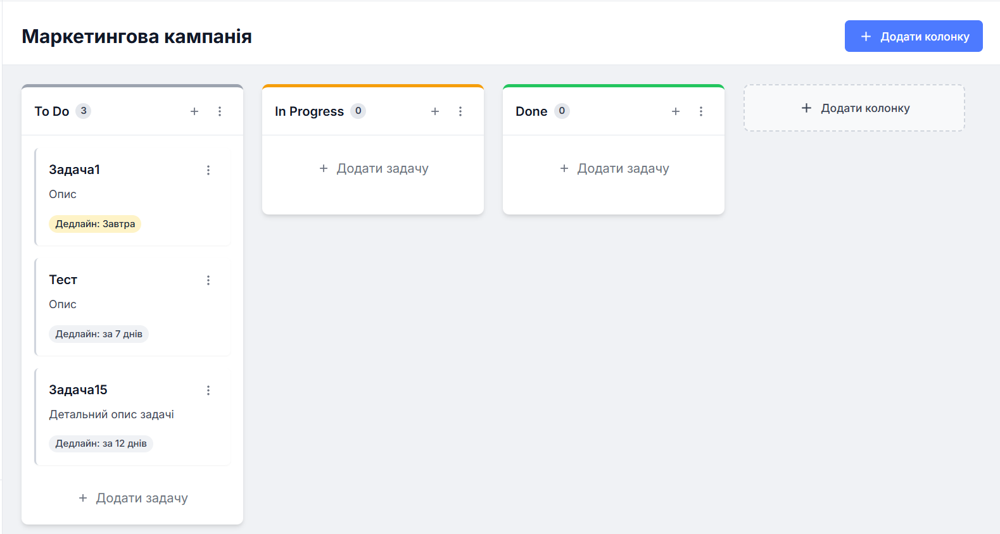 Маркетингова кампанія
Додати колонку
To Do 3
Задача1
Опис
Дедлайн: Завтра
Тест
Опис
Дедлайн: за 7 днів
Задача15
Детальний опис задачі
Дедлайн: за 12 днів
Додати задачу
In Progress 0
Додати задачу
Done 0
Додати задачу
Додати колонку